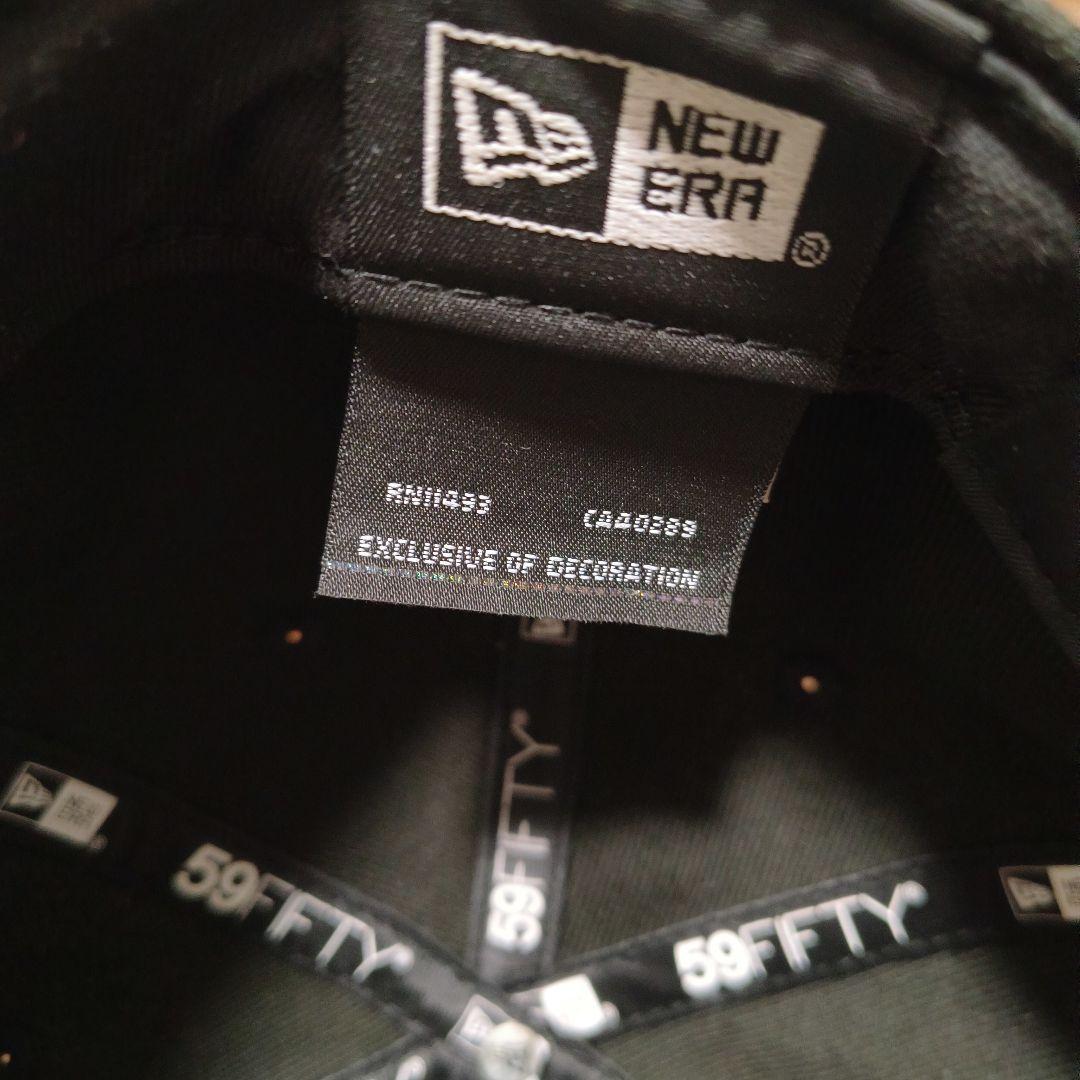 NEW
ERA
®
RN11493
CA40289
EXCLUSIVE OF DECORATION
59FIFTY
59FIFTY®
59FIFTY®